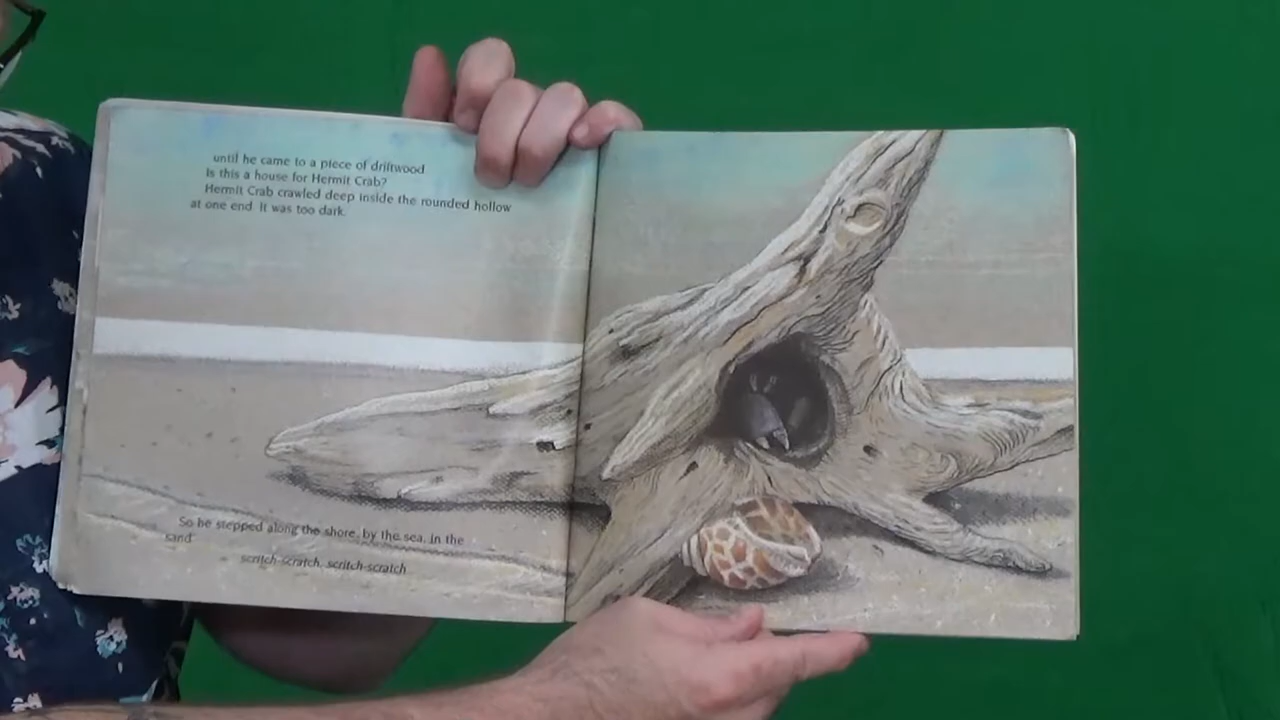 until he came to a piece of driftwood
Is this a house for Hermit Crab?
Hermit Crab crawled deep inside the rounded hollow
at one end. It was too dark.
So he stepped along the shore, by the sea, in the
sand
scritch-scratch, scritch-scratch